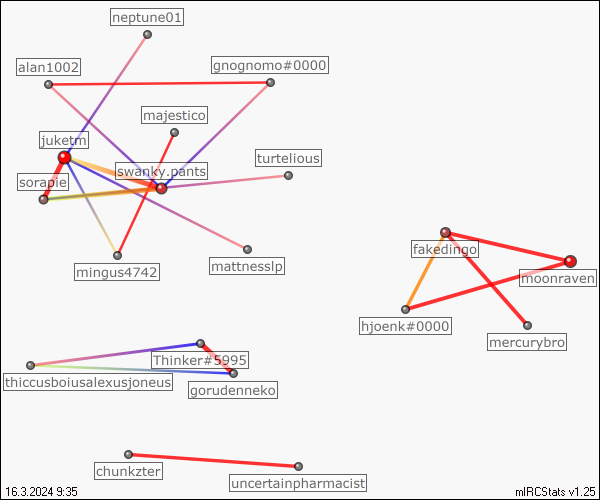 neptune01
alan1002
gnognomo#0000
majestico
juketm
turtelious
swanky.pants
sorapie
mingus4742
mattnesslp
fakedingo
moonraven
hjoenk#0000
mercurybro
Thinker#5995
thiccusboiusalexusjoneus
gorudenneko
chunkzter
uncertainpharmacist
16.3.2024 9:35
mIRCStats v1.25